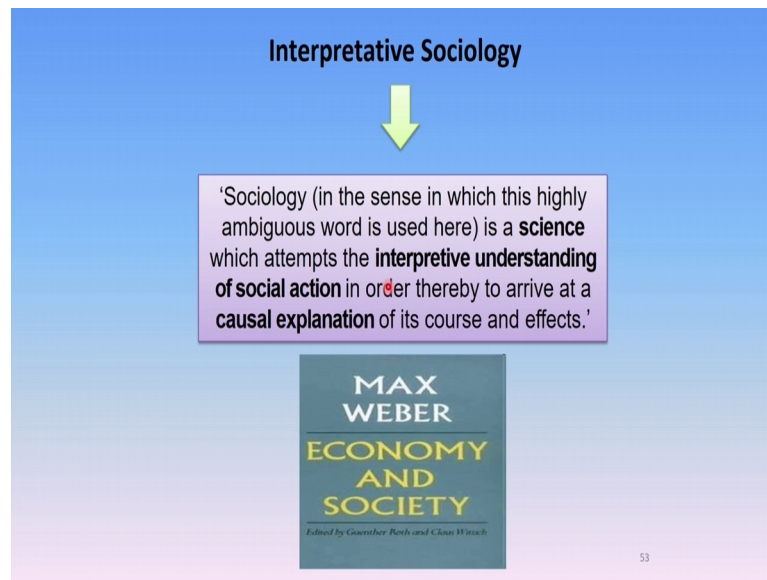 Interpretative Sociology
‘Sociology (in the sense in which this highly
ambiguous word is used here) is a science
which attempts the interpretive understanding
of social action in order thereby to arrive at a
causal explanation of its course and effects.’
MAX
WEBER
ECONOMY
AND
SOCIETY
Edited by Guenther Roth and Claus Wittich
53